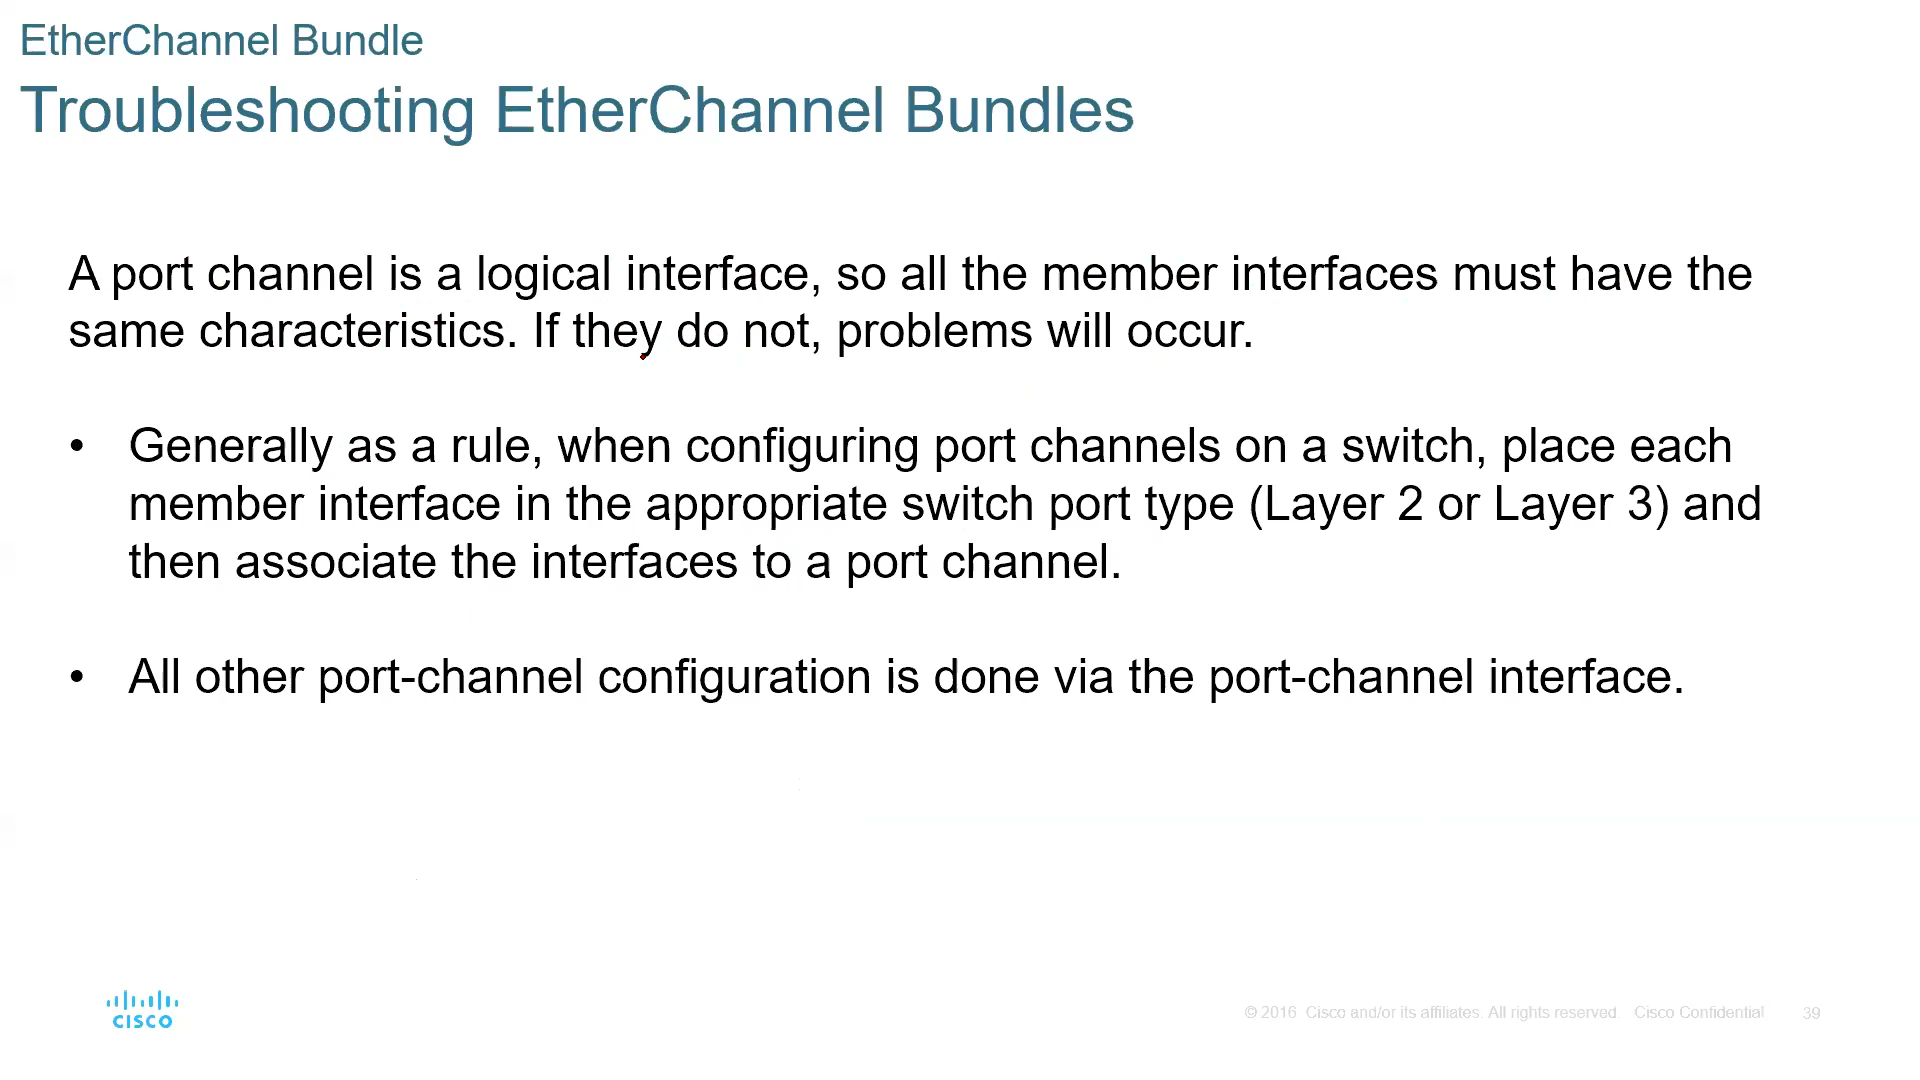 EtherChannel Bundle
Troubleshooting EtherChannel Bundles
A port channel is a logical interface, so all the member interfaces must have the
same characteristics. If they do not, problems will occur.
• Generally as a rule, when configuring port channels on a switch, place each
member interface in the appropriate switch port type (Layer 2 or Layer 3) and
then associate the interfaces to a port channel.
• All other port-channel configuration is done via the port-channel interface.
CISCO
© 2016 Cisco and/or its affiliates. All rights reserved. Cisco Confidential 39